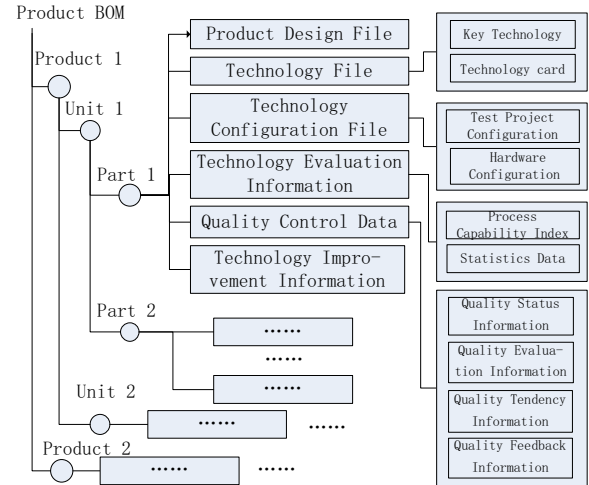 Product BOM
Product 1
Unit 1
Part 1
Product Design File
Technology File
Technology
Configuration File
Technology Evaluation
Information
Quality Control Data
Technology Impro-
vement Information
Key Technology
Technology card
Test Project
Configuration
Hardware
Configuration
Process
Capability Index
Statistics Data
Quality Status
Information
Quality Evalua-
tion Information
Quality Tendency
Information
Quality Feedback
Information
Part 2
······
······
······
Unit 2
······
······
Product 2
······
······